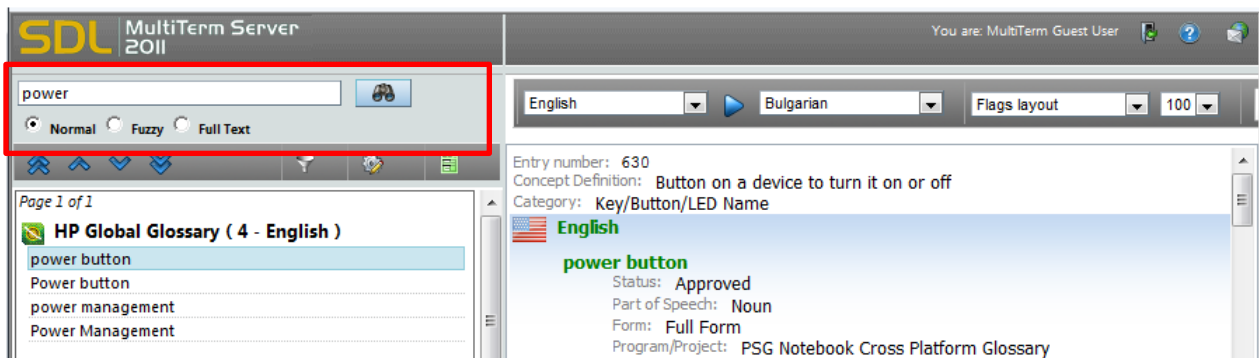 SDL MultiTerm Server 2011
You are: MultiTerm Guest User
power
Normal Fuzzy Full Text
English Bulgarian Flags layout 100
Page 1 of 1
HP Global Glossary ( 4 - English )
power button
Power button
power management
Power Management
Entry number: 630
Concept Definition: Button on a device to turn it on or off
Category: Key/Button/LED Name
English
power button
Status: Approved
Part of Speech: Noun
Form: Full Form
Program/Project: PSG Notebook Cross Platform Glossary